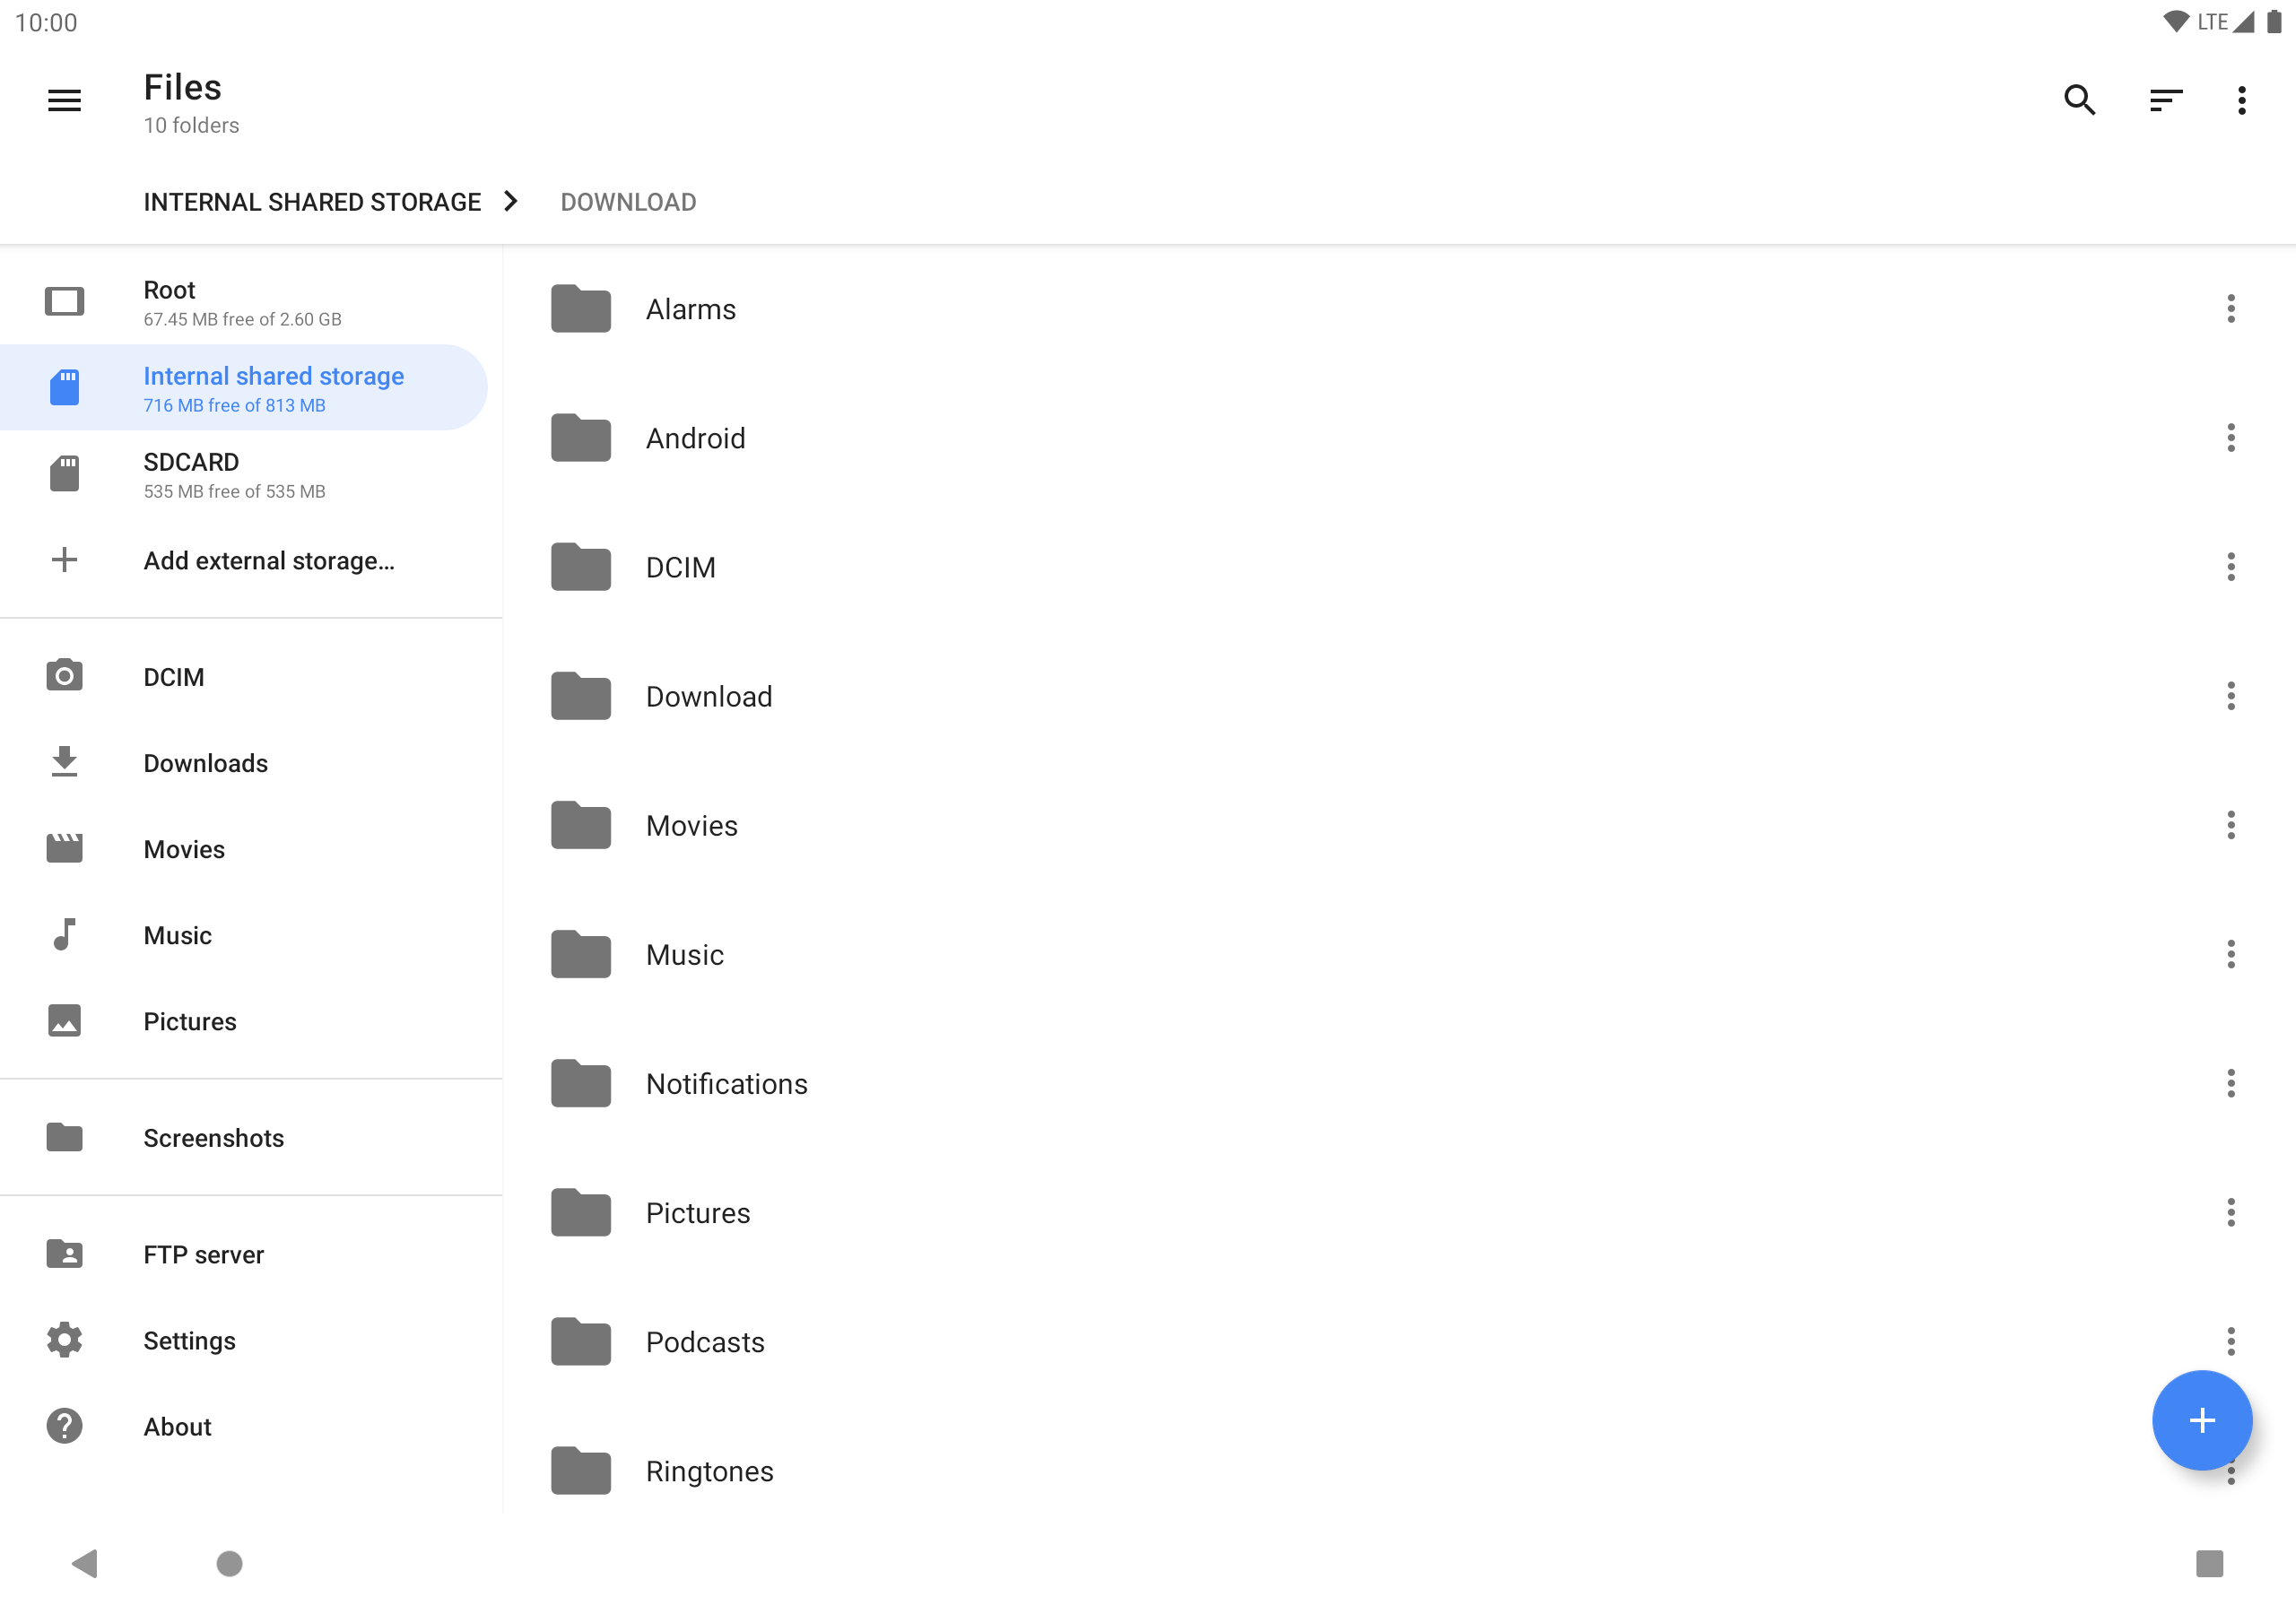 10:00
LTE
Files
10 folders
INTERNAL SHARED STORAGE
DOWNLOAD
Root
67.45 MB free of 2.60 GB
Internal shared storage
716 MB free of 813 MB
SDCARD
535 MB free of 535 MB
Add external storage…
DCIM
Downloads
Movies
Music
Pictures
Screenshots
FTP server
Settings
About
Alarms
Android
DCIM
Download
Movies
Music
Notifications
Pictures
Podcasts
Ringtones